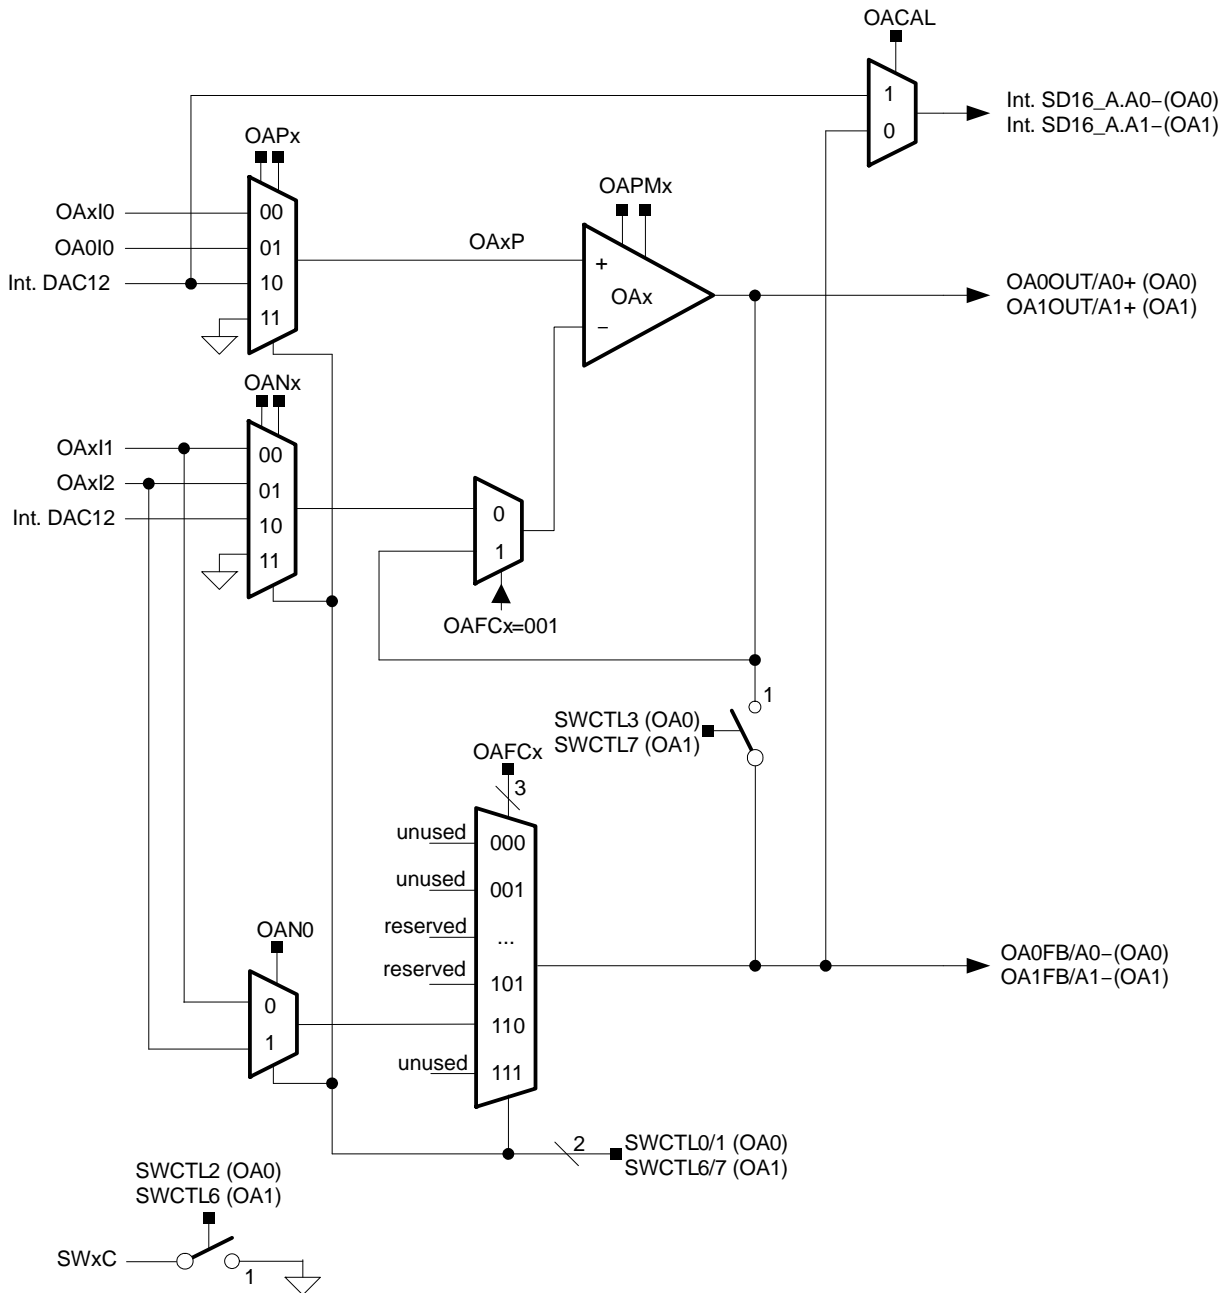 OACAL
1
0
Int. SD16_A.A0−(OA0)
Int. SD16_A.A1−(OA1)
OAPx
OAxI0
OA0I0
Int. DAC12
00
01
10
11
OAxP
OAPMx
+
OAx
−
OA0OUT/A0+ (OA0)
OA1OUT/A1+ (OA1)
OANx
OAxI1
OAxI2
Int. DAC12
00
01
10
11
0
1
OAFCx=001
1
SWCTL3 (OA0)
SWCTL7 (OA1)
OAFCx
3
unused
000
unused
001
reserved
...
reserved
101
110
unused
111
OAN0
0
1
OA0FB/A0−(OA0)
OA1FB/A1−(OA1)
2
SWCTL0/1 (OA0)
SWCTL6/7 (OA1)
SWCTL2 (OA0)
SWCTL6 (OA1)
SWxC
1